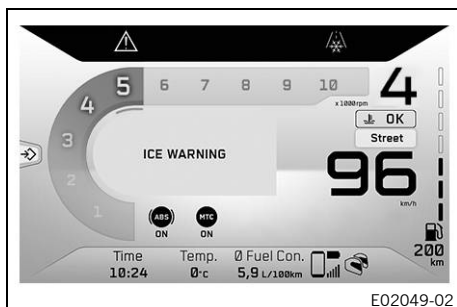 5 6 7 8 9 10
4
x 1000rpm
4
OK
3
Street
ICE WARNING
96
2
km/h
1
(ABS) MTC
ON ON
200
km
Time Temp. Ø Fuel Con.
10:24 0°C 5,9 L/100km
E02049-02